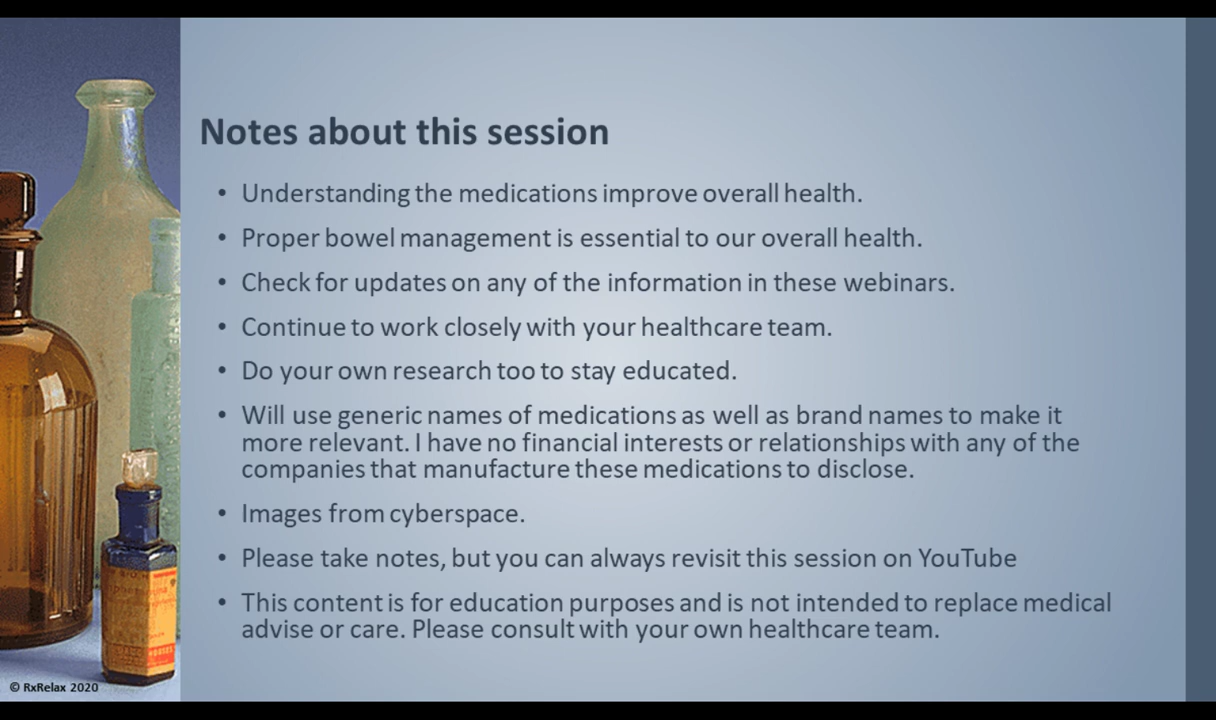 Notes about this session
• Understanding the medications improve overall health.
• Proper bowel management is essential to our overall health.
• Check for updates on any of the information in these webinars.
• Continue to work closely with your healthcare team.
• Do your own research too to stay educated.
• Will use generic names of medications as well as brand names to make it
more relevant. I have no financial interests or relationships with any of the
companies that manufacture these medications to disclose.
• Images from cyberspace.
• Please take notes, but you can always revisit this session on YouTube
• This content is for education purposes and is not intended to replace medical
advise or care. Please consult with your own healthcare team.
© RxRelax 2020